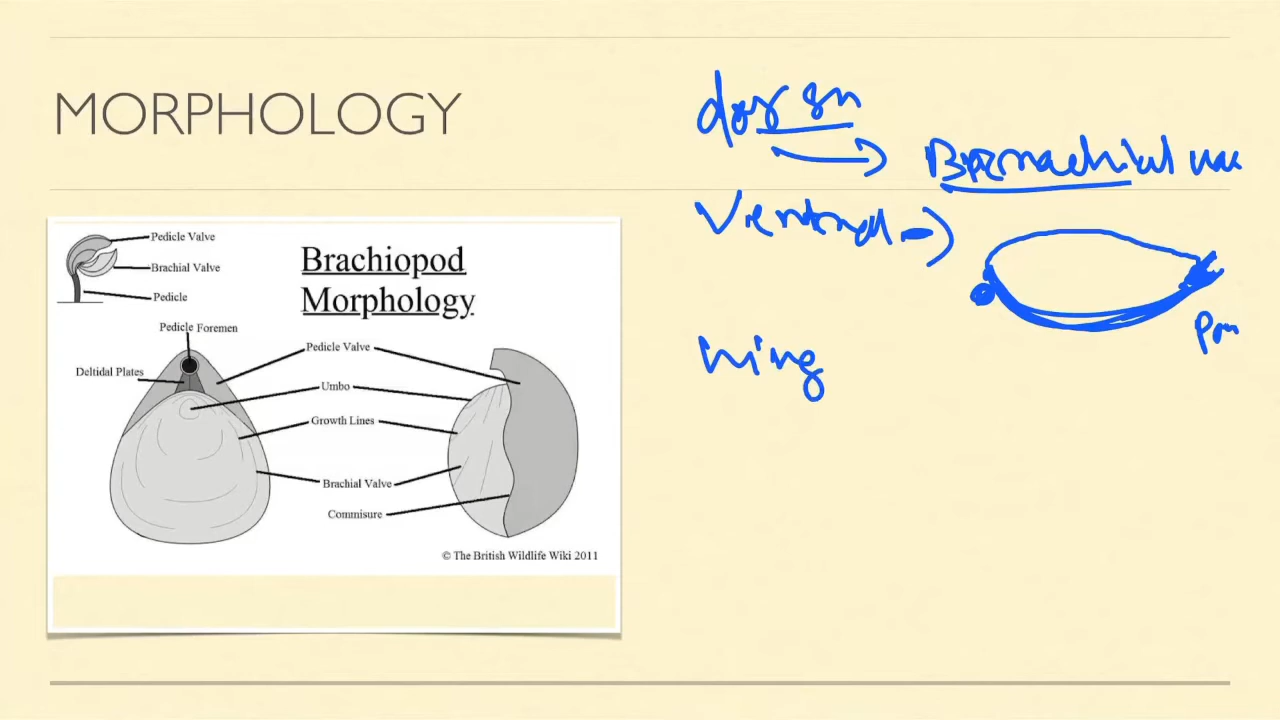 MORPHOLOGY
Pedicle Valve
Brachial Valve
Pedicle
Brachiopod
Morphology
Pedicle Foremen
Deltidal Plates
Pedicle Valve
Umbo
Growth Lines
Brachial Valve
Commisure
© The British Wildlife Wiki 2011
Ventral